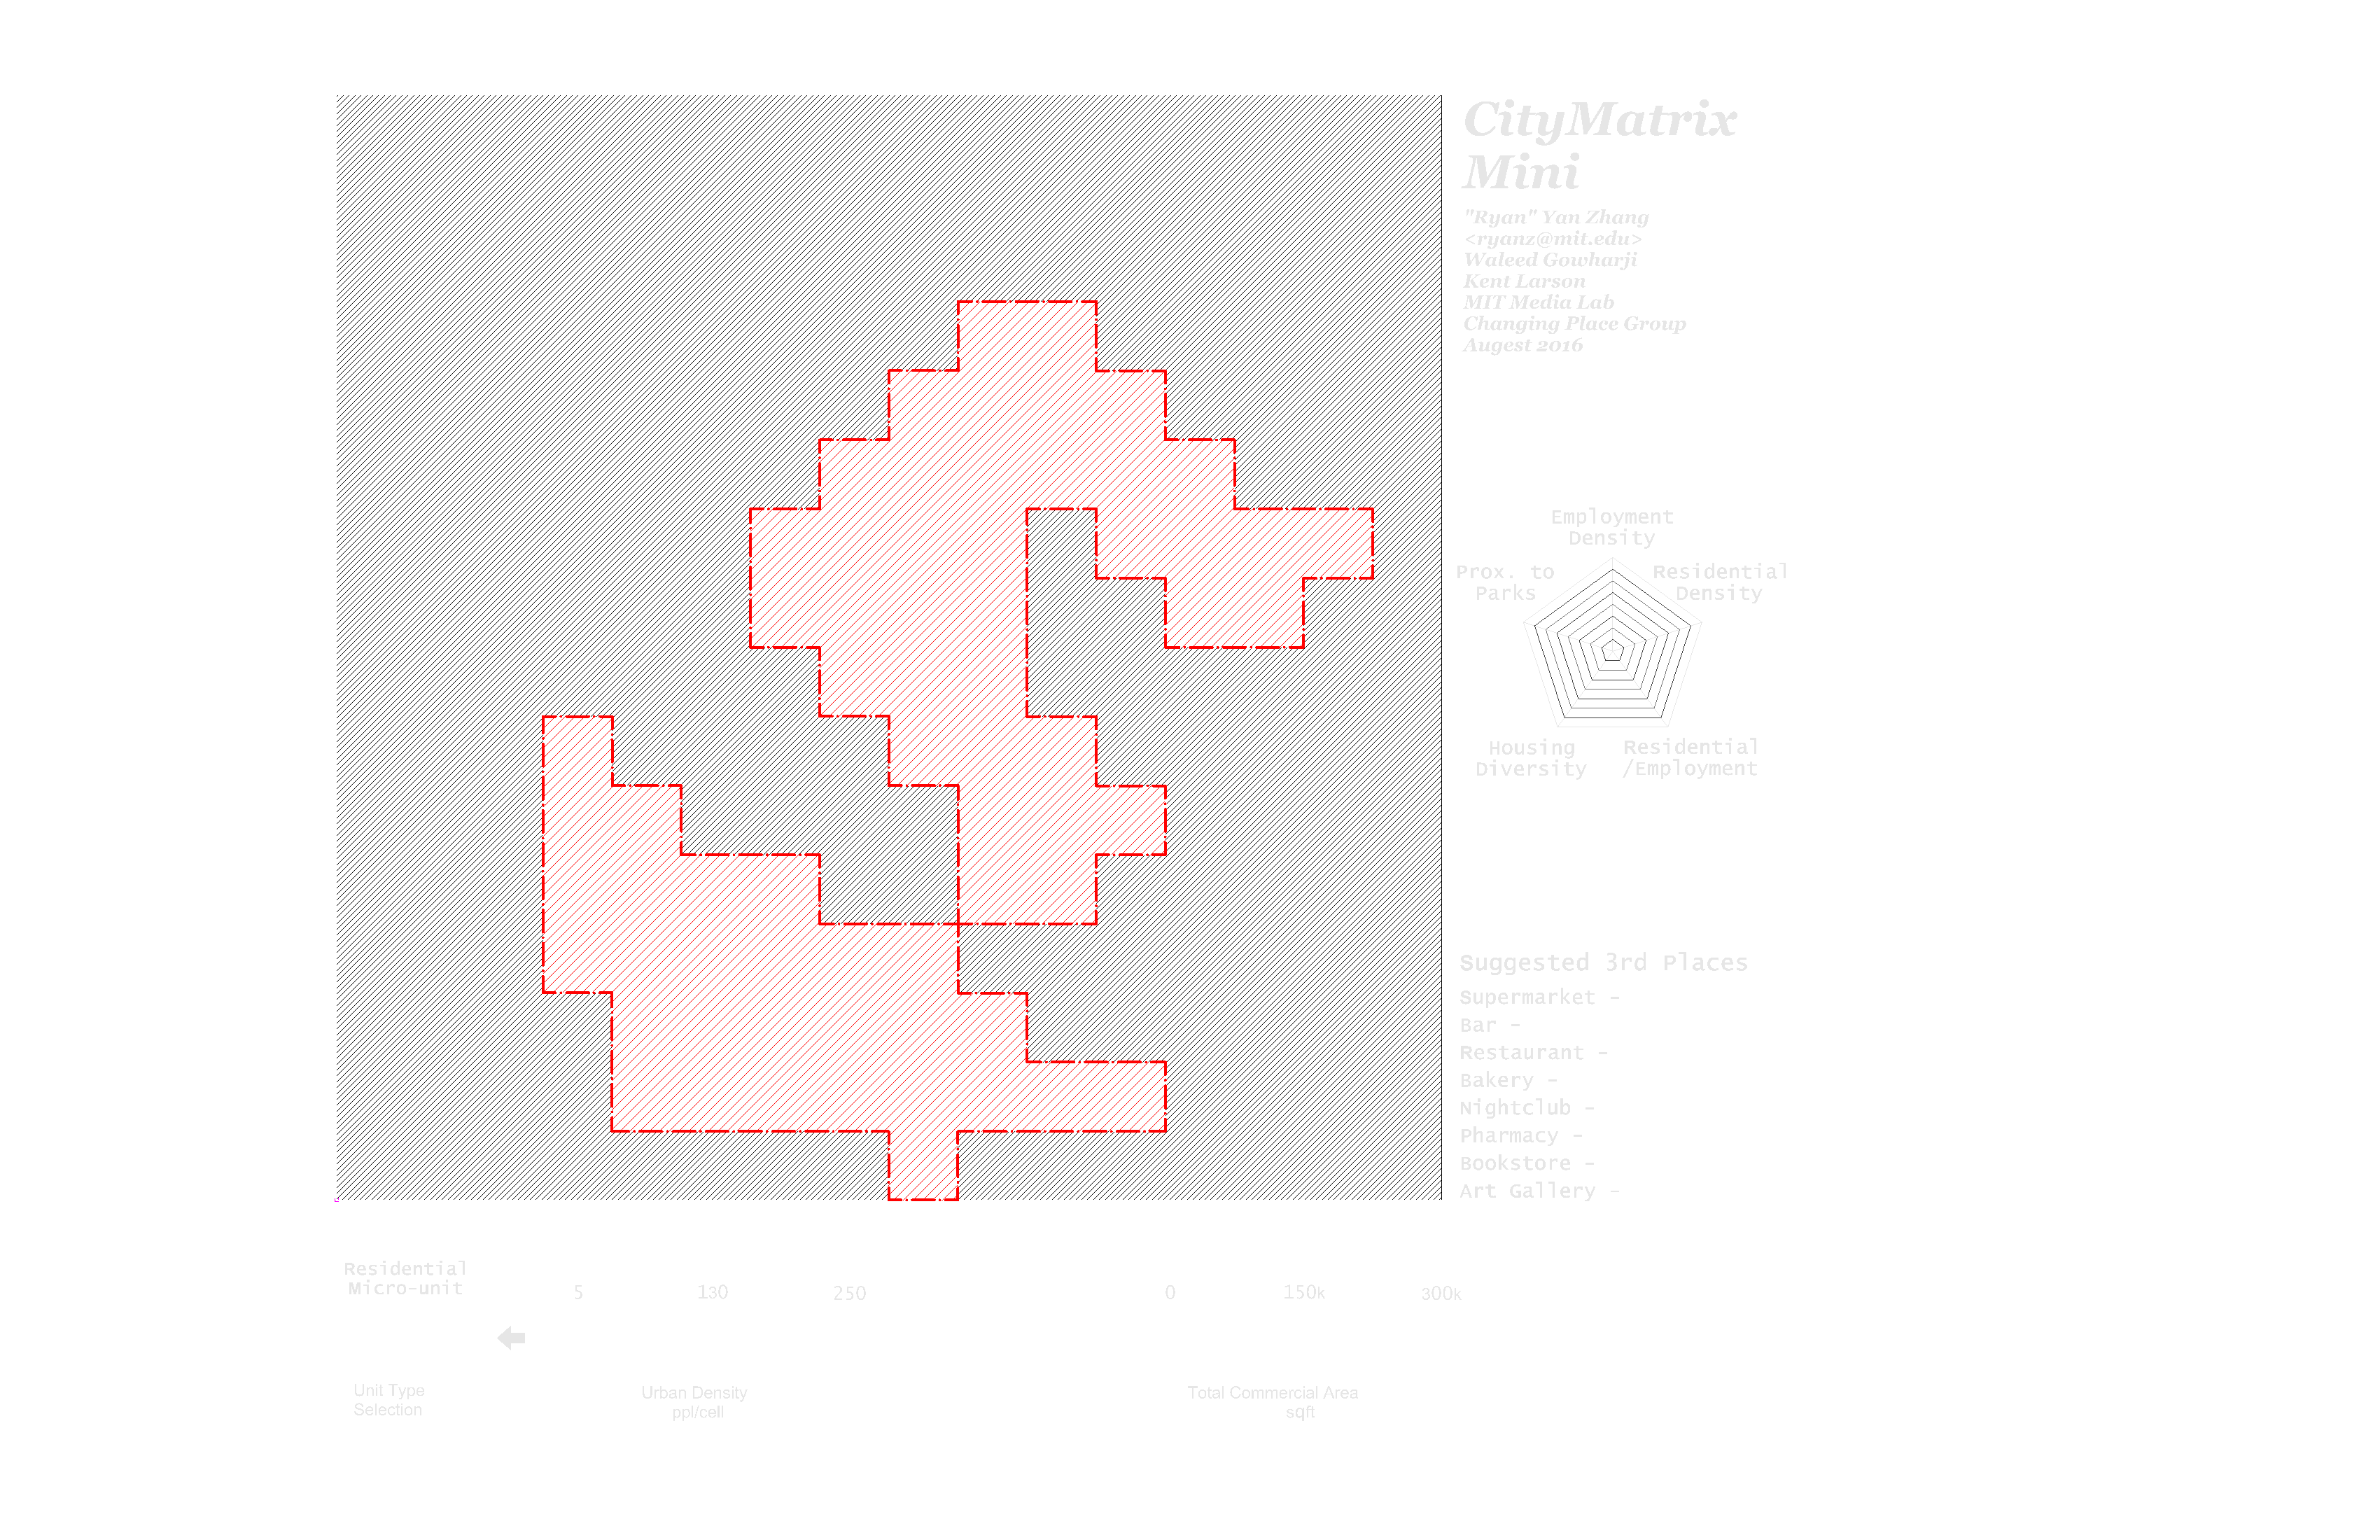 CityMatrix
Mini
"Ryan" Yan Zhang
<ryanz@mit.edu>
Waleed Gowharji
Kent Larson
MIT Media Lab
Changing Place Group
Augest 2016
Employment
Density
Prox. to
Parks
Residential
Density
Housing
Diversity
Residential
/Employment
Suggested 3rd Places
Supermarket -
Bar -
Restaurant -
Bakery -
Nightclub -
Pharmacy -
Bookstore -
Art Gallery -
Residential
Micro-unit
5 130 250 0 150k 300k
Unit Type
Selection
Urban Density
ppl/cell
Total Commercial Area
sqft